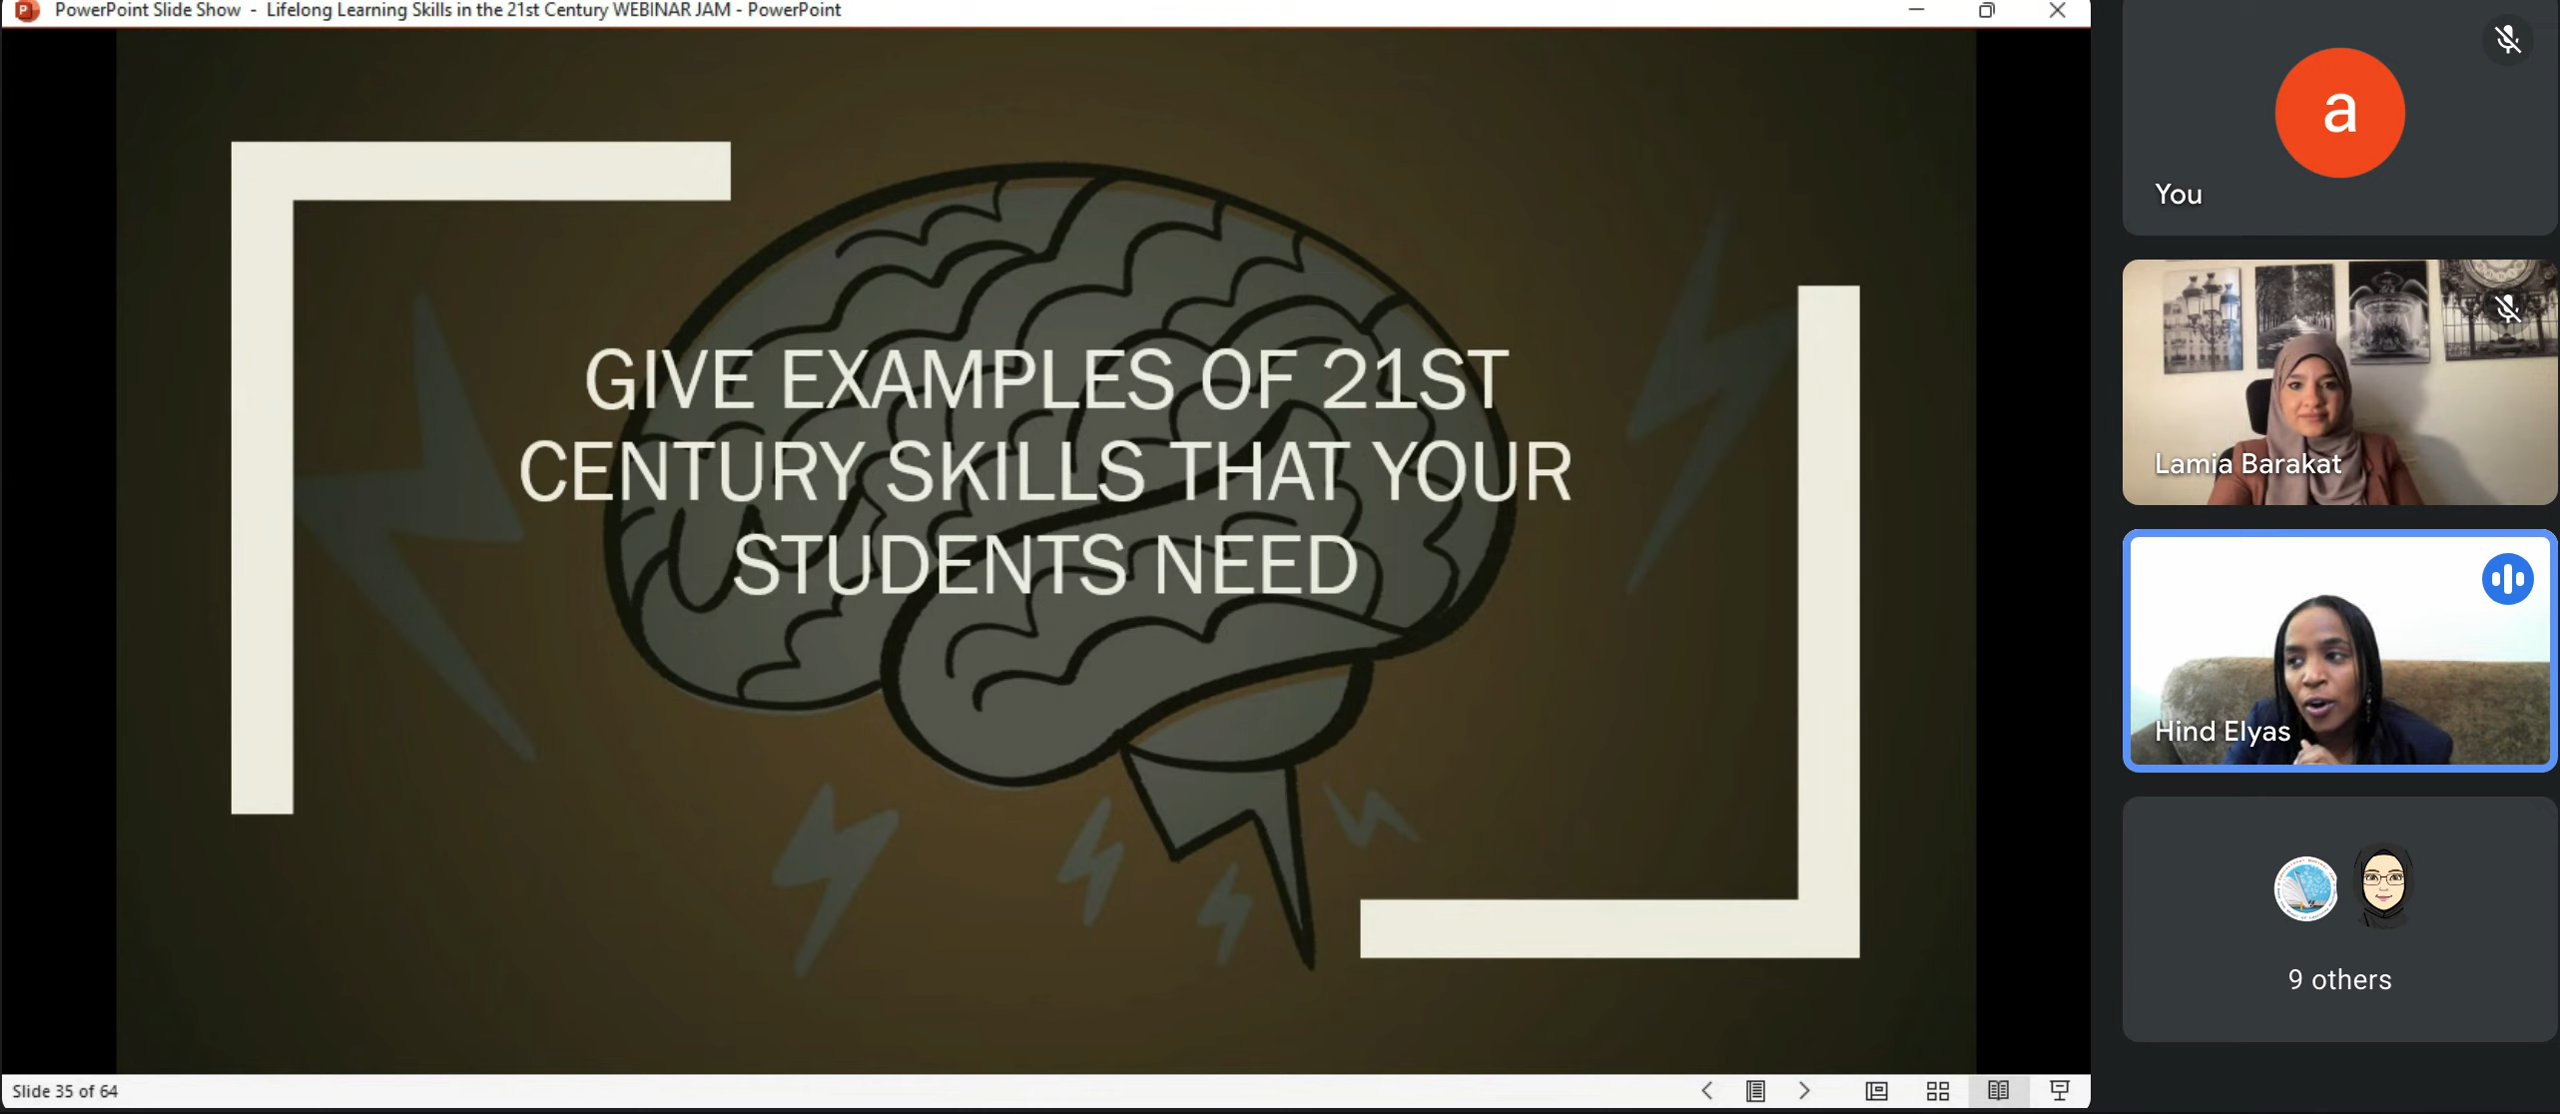 PowerPoint Slide Show - Lifelong Learning Skills in the 21st Century WEBINAR JAM - PowerPoint
GIVE EXAMPLES OF 21ST
CENTURY SKILLS THAT YOUR
STUDENTS NEED
Slide 35 of 64
a
You
Lamia Barakat
Hind Elyas
9 others